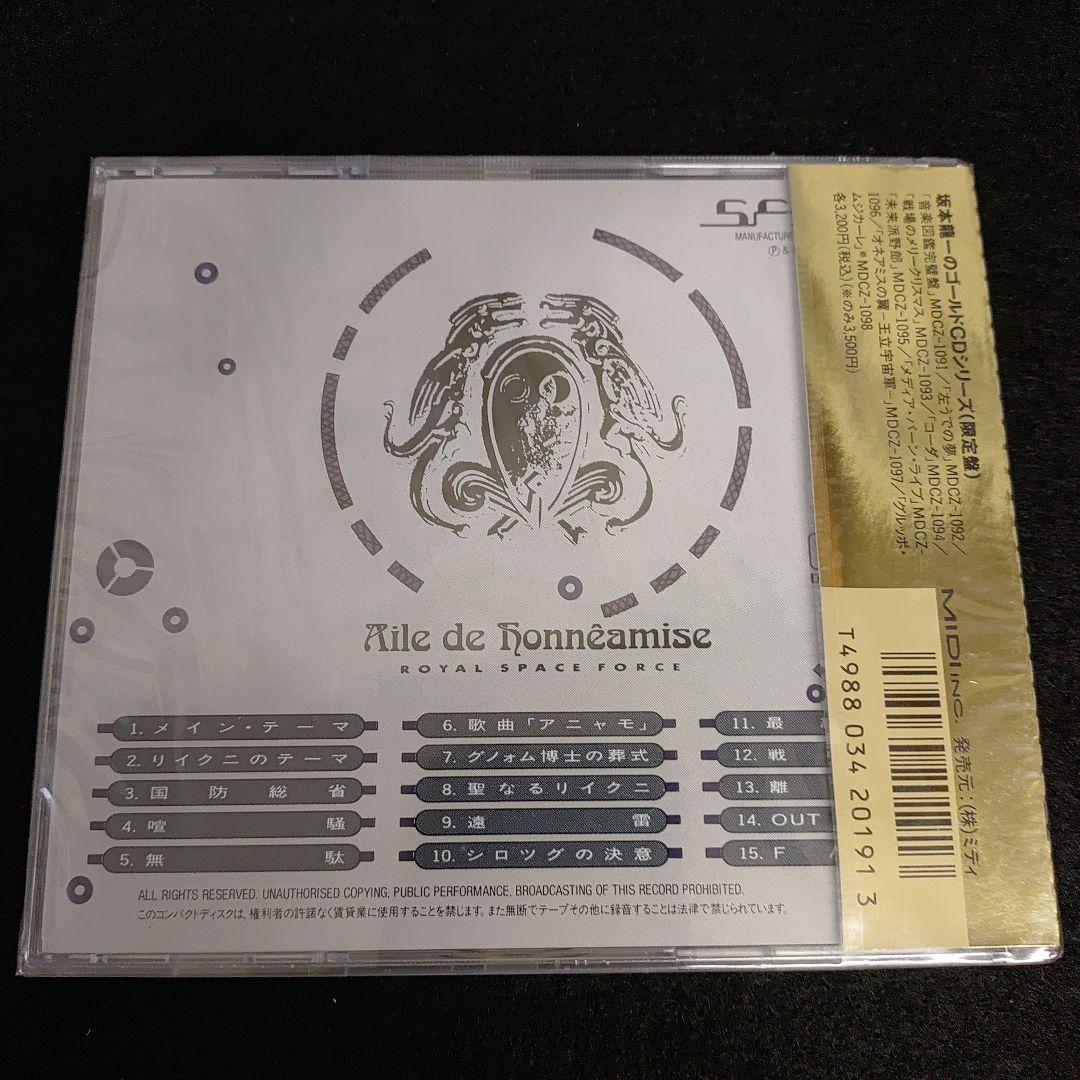 MANUFACTURE
Ⓟ &
Aile de Honnêamise
ROYAL SPACE FORCE
1. メイン・テーマ
2. リイクニのテーマ
3. 国防総省
4. 喧騒
5. 無駄
6. 歌曲「アニャモ」
7. グノォム博士の葬式
8. 聖なるリイクニ
9. 遠雷
10. シロツグの決意
11. 最
12. 戦
13. 離
14. OUT
15. F
ALL RIGHTS RESERVED. UNAUTHORISED COPYING, PUBLIC PERFORMANCE, BROADCASTING OF THIS RECORD PROHIBITED.
このコンパクトディスクは、権利者の許諾なく賃貸業に使用することを禁じます。また無断でテープその他に録音することは法律で禁じられています。
坂本龍一のゴールドCDシリーズ(限定盤)
「音楽図鑑完璧盤」MDCZ-1091/「左うでの夢」MDCZ-1092/
「戦場のメリークリスマス」MDCZ-1093/「コーダ」MDCZ-1094/
「未来派野郎」MDCZ-1095/「メディア・バーン・ライブ」MDCZ-
1096/「オネアミスの翼-王立宇宙軍-」MDCZ-1097/「グルッポ・
ムジカーレ」※MDCZ-1098
各3,200円(税込)(※のみ3,500円)
MIDI INC. 発売元:(株)ミディ
T4988 034 20191 3